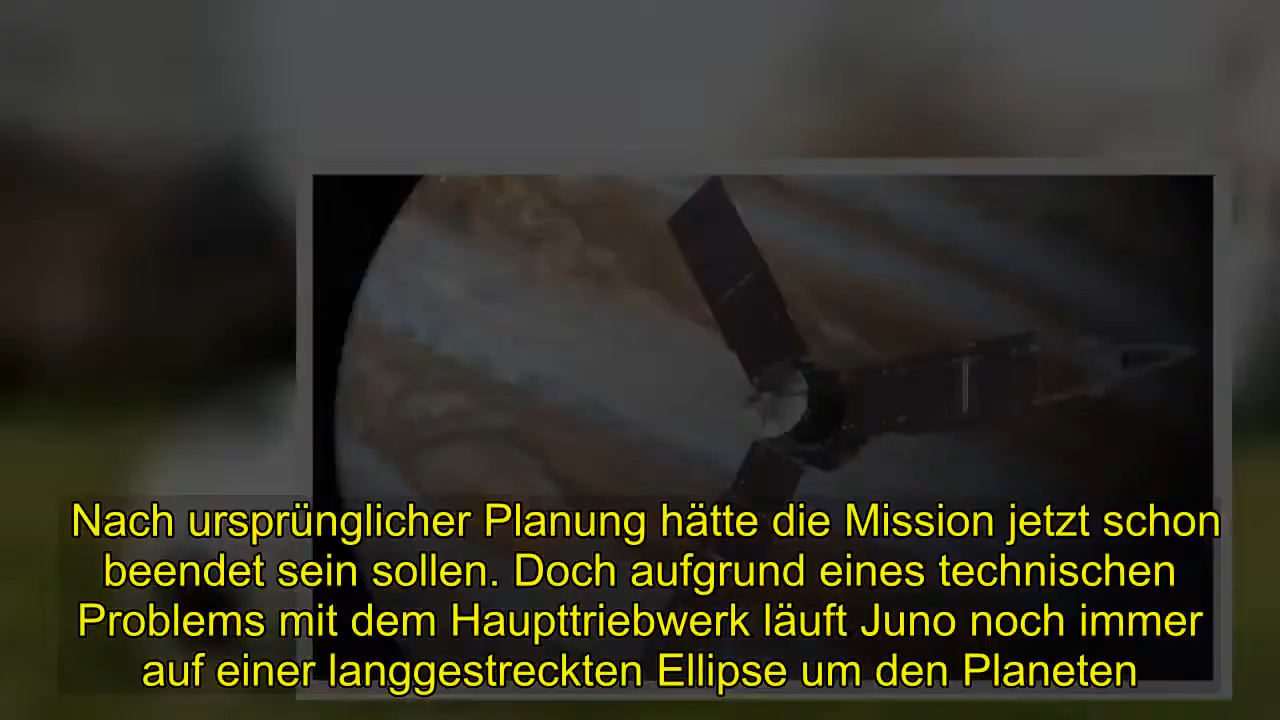 Nach ursprünglicher Planung hätte die Mission jetzt schon
beendet sein sollen. Doch aufgrund eines technischen
Problems mit dem Haupttriebwerk läuft Juno noch immer
auf einer langgestreckten Ellipse um den Planeten